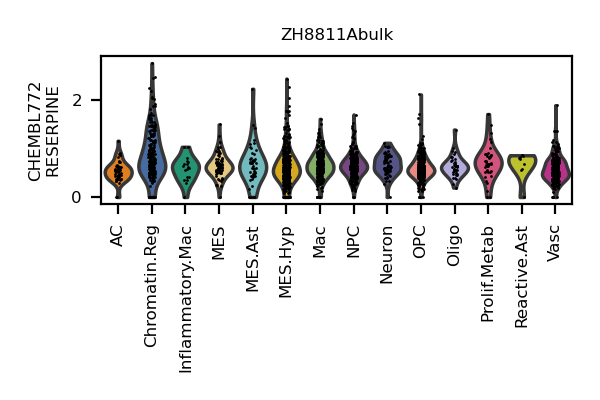 ZH8811Abulk
CHEMBL772
RESERPINE
2
0
AC
Chromatin.Reg
Inflammatory.Mac
MES
MES.Ast
MES.Hyp
Mac
NPC
Neuron
OPC
Oligo
Prolif.Metab
Reactive.Ast
Vasc